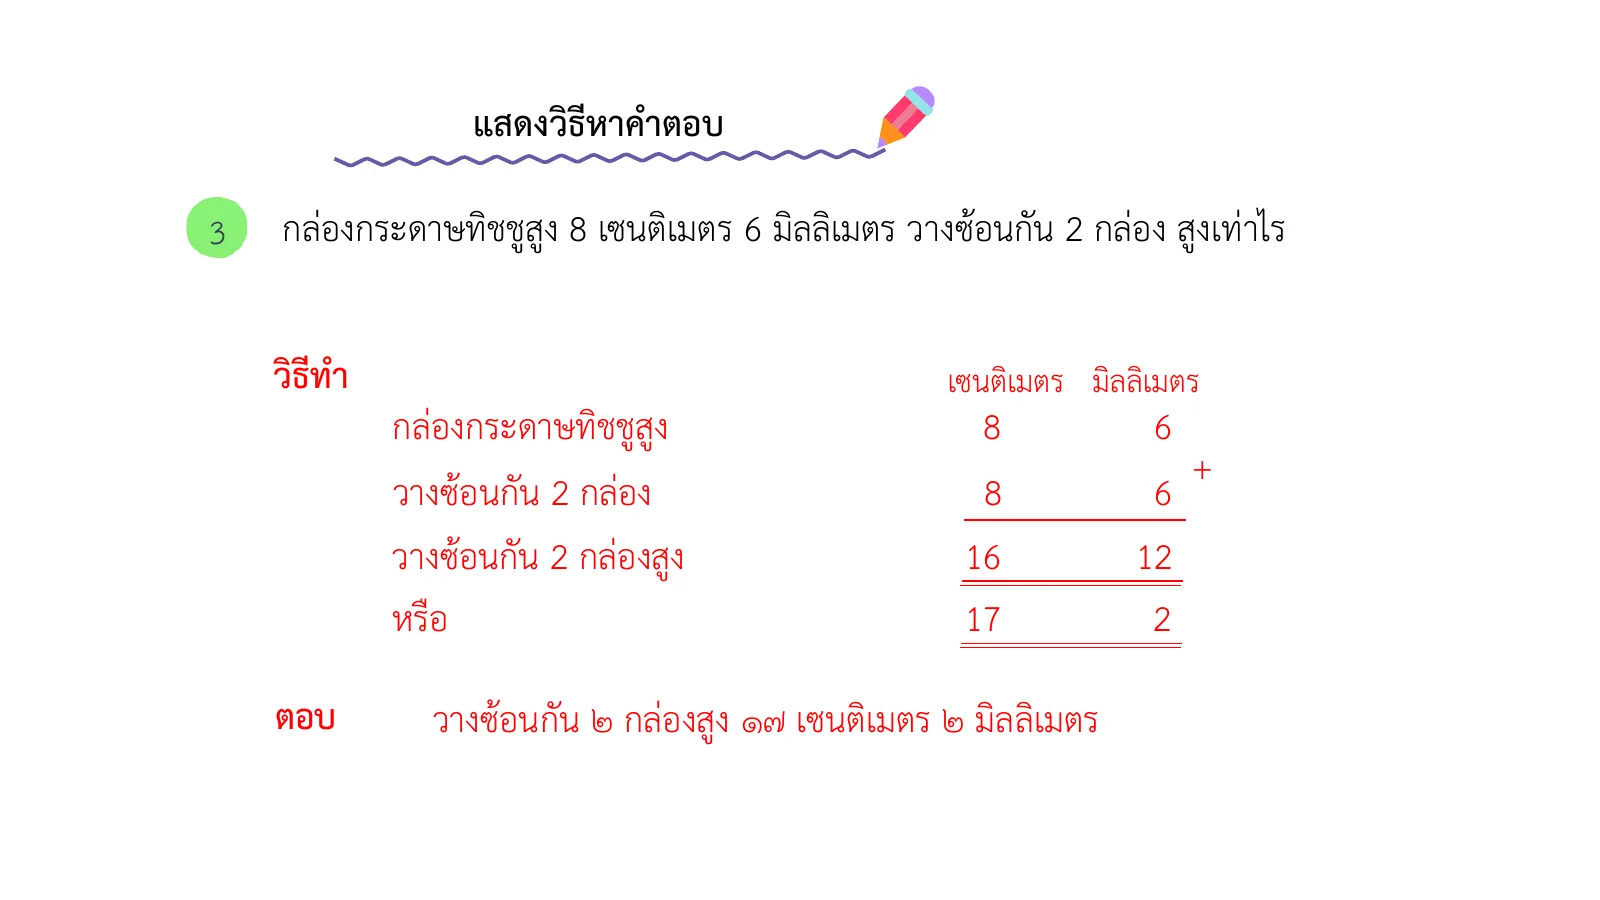 แสดงวิธีหาคำตอบ
3 กล่องกระดาษทิชชูสูง 8 เซนติเมตร 6 มิลลิเมตร วางซ้อนกัน 2 กล่อง สูงเท่าไร
วิธีทำ
เซนติเมตร มิลลิเมตร
กล่องกระดาษทิชชูสูง 8 6
+
วางซ้อนกัน 2 กล่อง 8 6
วางซ้อนกัน 2 กล่องสูง 16 12
หรือ 17 2
ตอบ วางซ้อนกัน ๒ กล่องสูง ๑๗ เซนติเมตร ๒ มิลลิเมตร